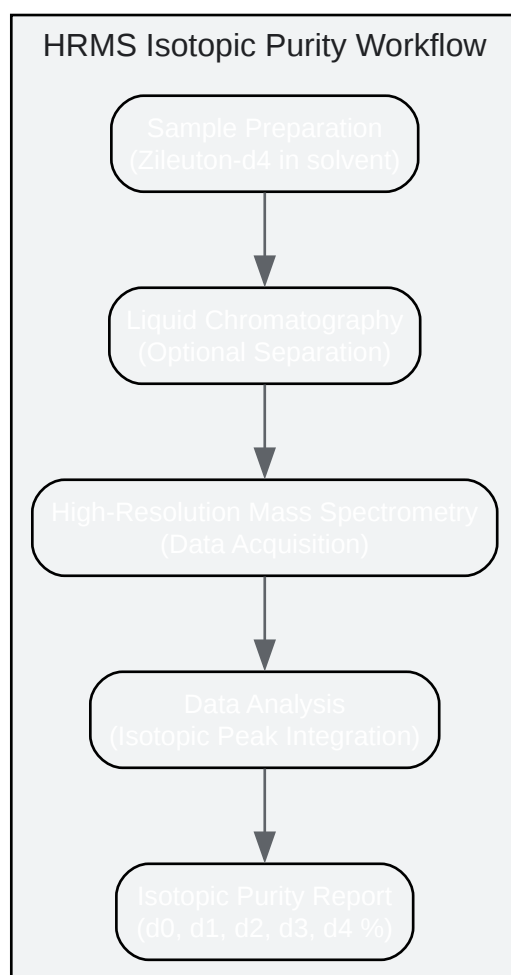 HRMS Isotopic Purity Workflow
Sample Preparation
(Zileuton-d4 in solvent)
Liquid Chromatography
(Optional Separation)
High-Resolution Mass Spectrometry
(Data Acquisition)
Data Analysis
(Isotopic Peak Integration)
Isotopic Purity Report
(d0, d1, d2, d3, d4 %)